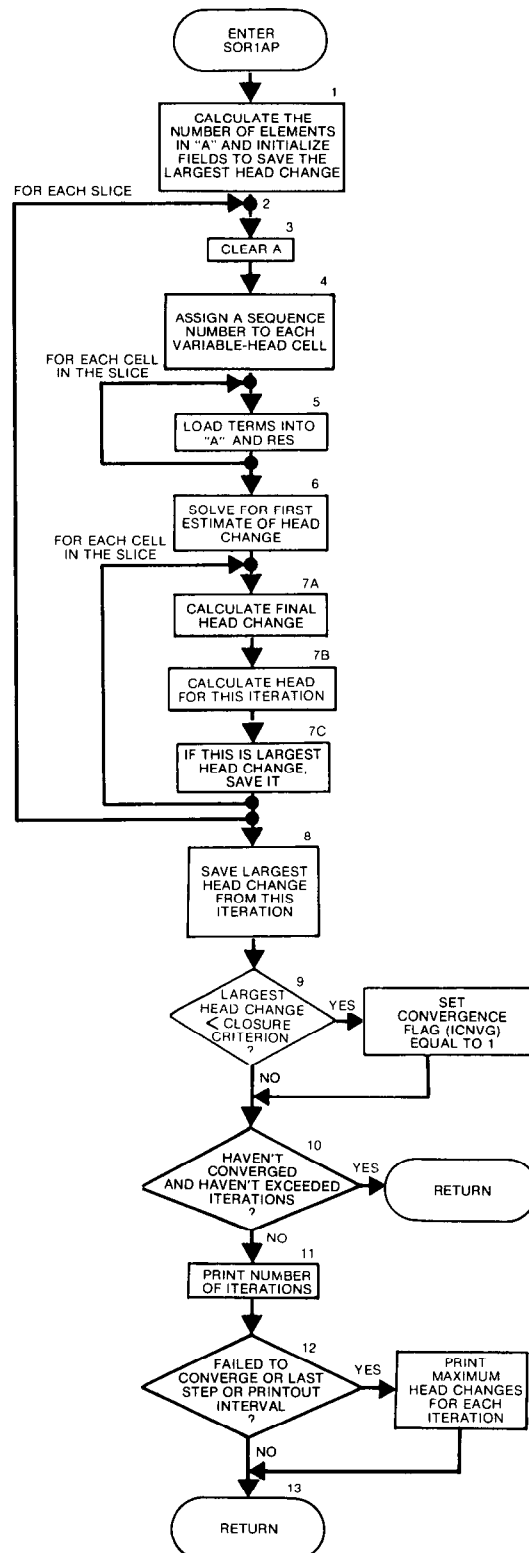 ENTER
SOR1AP
1
CALCULATE THE
NUMBER OF ELEMENTS
IN "A" AND INITIALIZE
FIELDS TO SAVE THE
LARGEST HEAD CHANGE
FOR EACH SLICE
2
3
CLEAR A
4
ASSIGN A SEQUENCE
NUMBER TO EACH
VARIABLE-HEAD CELL
FOR EACH CELL
IN THE SLICE
5
LOAD TERMS INTO
"A" AND RES
6
SOLVE FOR FIRST
ESTIMATE OF HEAD
CHANGE
FOR EACH CELL
IN THE SLICE
7A
CALCULATE FINAL
HEAD CHANGE
7B
CALCULATE HEAD
FOR THIS ITERATION
7C
IF THIS IS LARGEST
HEAD CHANGE,
SAVE IT
8
SAVE LARGEST
HEAD CHANGE
FROM THIS
ITERATION
9
LARGEST
HEAD CHANGE
< CLOSURE
CRITERION
?
YES
SET
CONVERGENCE
FLAG (ICNVG)
EQUAL TO 1
NO
10
HAVEN'T
CONVERGED
AND HAVEN'T EXCEEDED
ITERATIONS
?
YES
RETURN
NO
11
PRINT NUMBER
OF ITERATIONS
12
FAILED TO
CONVERGE OR LAST
STEP OR PRINTOUT
INTERVAL
?
YES
PRINT
MAXIMUM
HEAD CHANGES
FOR EACH
ITERATION
NO
13
RETURN